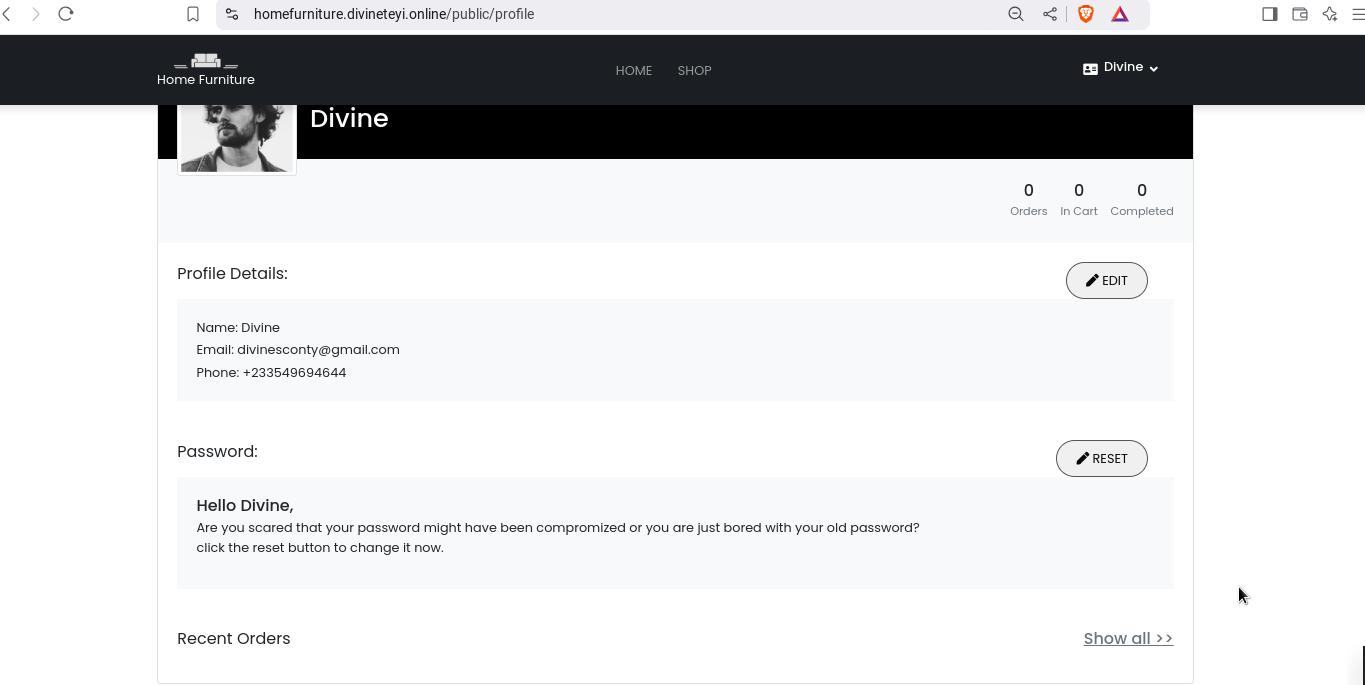 homefurniture.divineteyi.online/public/profile
Home Furniture
HOME
SHOP
Divine
Divine
0
0
0
Orders
In Cart
Completed
Profile Details:
EDIT
Name: Divine
Email: divinesconty@gmail.com
Phone: +233549694644
Password:
RESET
Hello Divine,
Are you scared that your password might have been compromized or you are just bored with your old password?
click the reset button to change it now.
Recent Orders
Show all >>